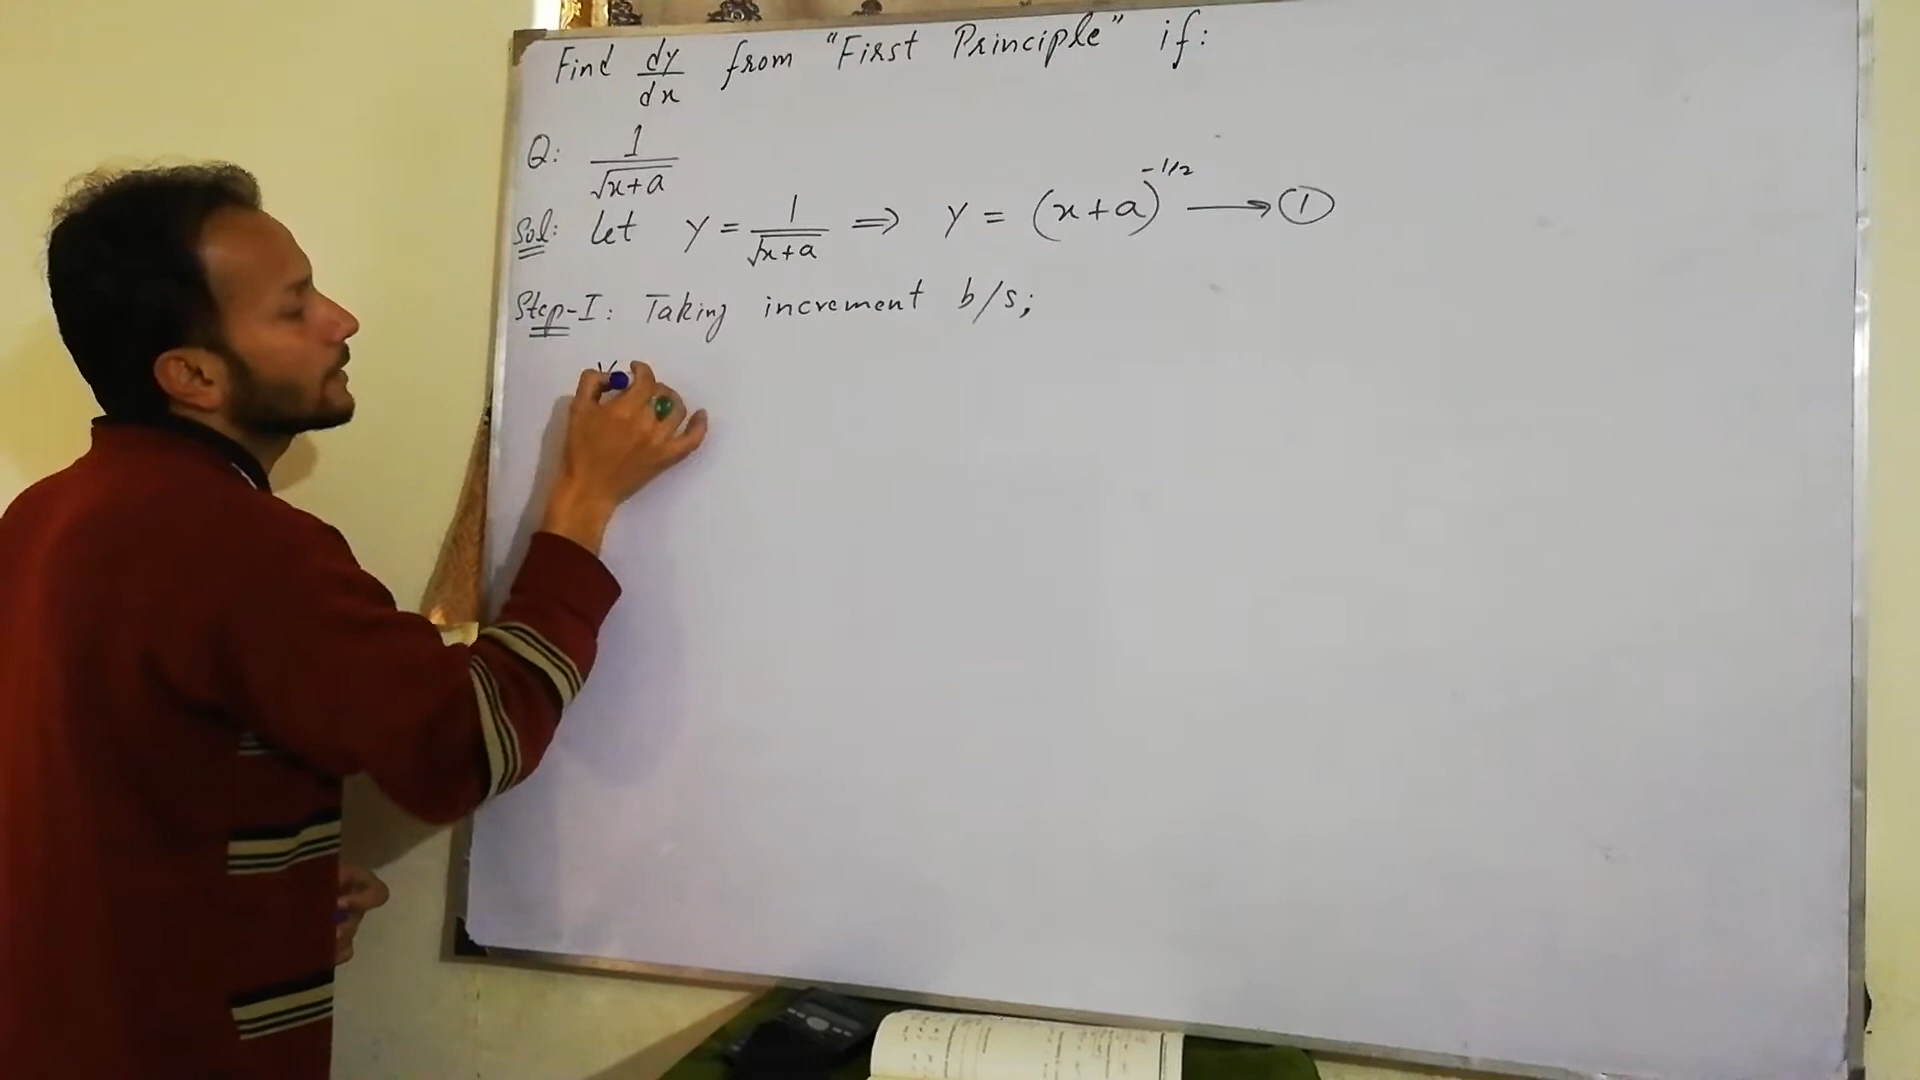 Find dy/dx from "First Principle" if:
Q: 1/√x+a
Sol: Let y = 1/√x+a ⇒ y = (x+a)^-1/2 → ①
Step-I: Taking increment b/s;
y